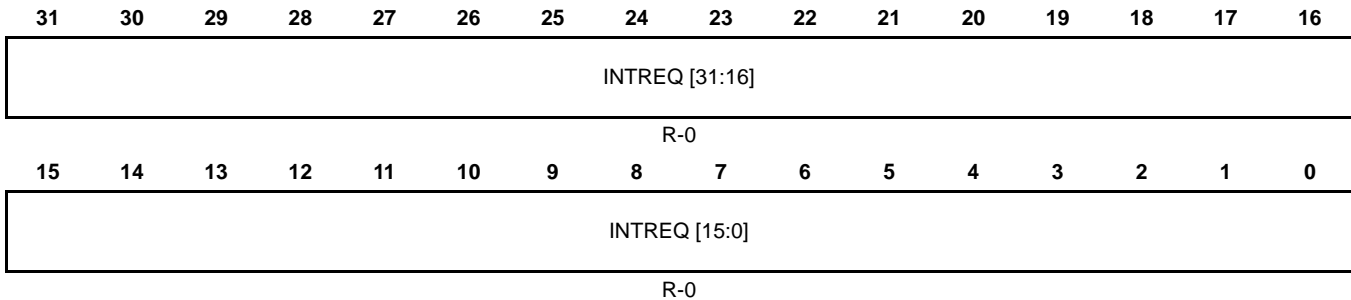 31 30 29 28 27 26 25 24 23 22 21 20 19 18 17 16
INTREQ [31:16]
R-0
15 14 13 12 11 10 9 8 7 6 5 4 3 2 1 0
INTREQ [15:0]
R-0